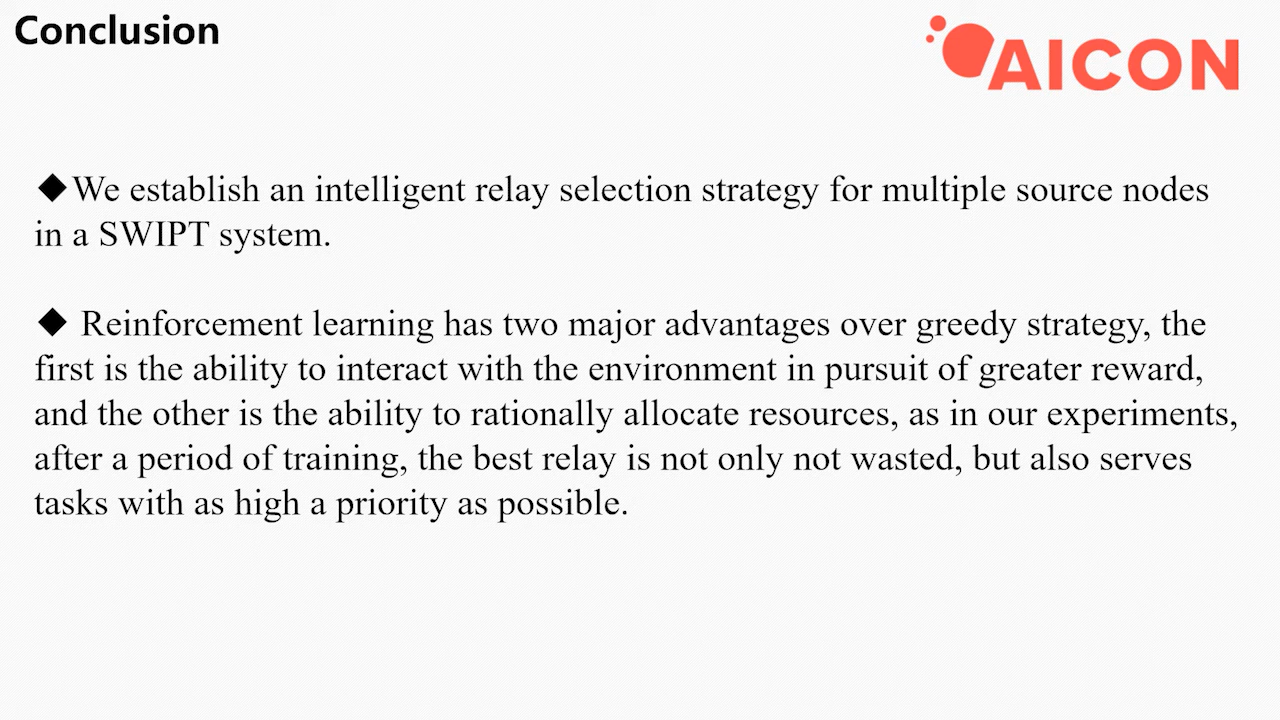 Conclusion
AICON
◆We establish an intelligent relay selection strategy for multiple source nodes
in a SWIPT system.
◆ Reinforcement learning has two major advantages over greedy strategy, the
first is the ability to interact with the environment in pursuit of greater reward,
and the other is the ability to rationally allocate resources, as in our experiments,
after a period of training, the best relay is not only not wasted, but also serves
tasks with as high a priority as possible.